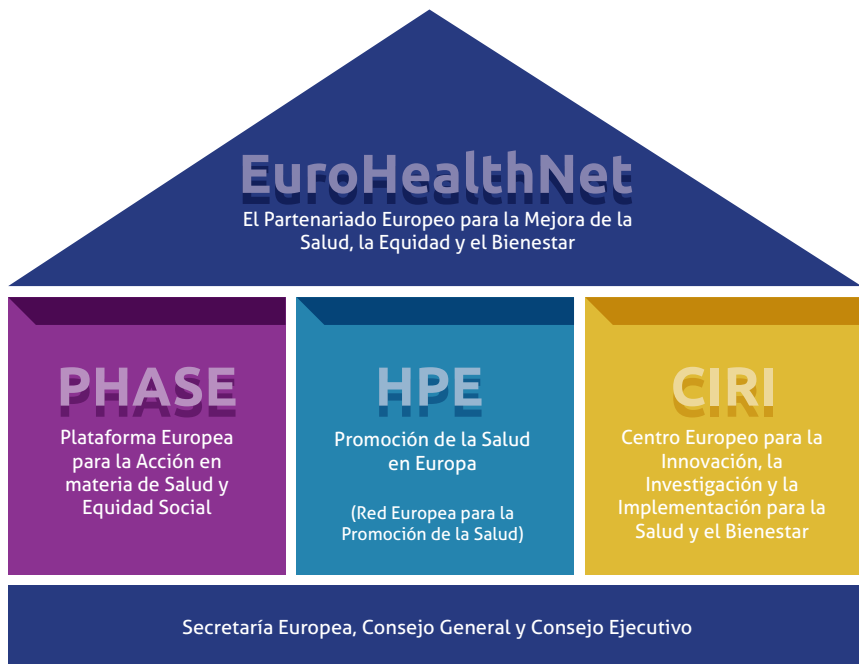 EuroHealthNet
El Partenariado Europeo para la Mejora de la
Salud, la Equidad y el Bienestar
PHASE
Plataforma Europea
para la Acción en
materia de Salud y
Equidad Social
HPE
Promoción de la Salud
en Europa
(Red Europea para la
Promoción de la Salud)
CIRI
Centro Europeo para la
Innovación, la
Investigación y la
Implementación para la
Salud y el Bienestar
Secretaría Europea, Consejo General y Consejo Ejecutivo